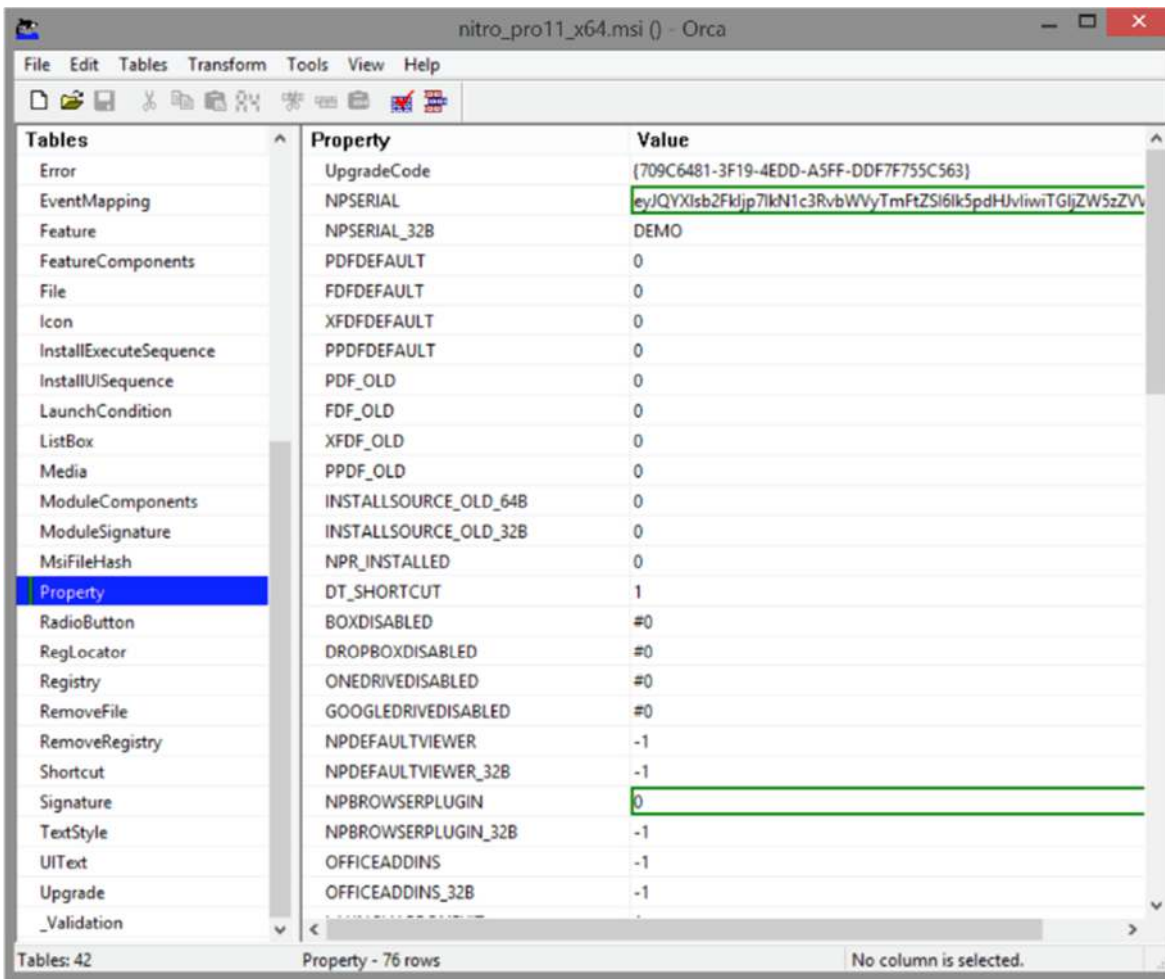 nitro_pro11_x64.msi () - Orca
File Edit Tables Transform Tools View Help
Tables Property Value
Error UpgradeCode {709C6481-3F19-4EDD-A5FF-DDF7F755C563}
EventMapping NPSERIAL
Feature NPSERIAL_32B DEMO
FeatureComponents PDFDEFAULT 0
File FDFDEFAULT 0
Icon XFDFDEFAULT 0
InstallExecuteSequence PPDFDEFAULT 0
InstallUISequence PDF_OLD 0
LaunchCondition FDF_OLD 0
ListBox XFDF_OLD 0
Media PPDF_OLD 0
ModuleComponents INSTALLSOURCE_OLD_64B 0
ModuleSignature INSTALLSOURCE_OLD_32B 0
MsiFileHash NPR_INSTALLED 0
Property DT_SHORTCUT 1
RadioButton BOXDISABLED #0
RegLocator DROPBOXDISABLED #0
Registry ONEDRIVEDISABLED #0
RemoveFile GOOGLEDRIVEDISABLED #0
RemoveRegistry NPDEFAULTVIEWER -1
Shortcut NPDEFAULTVIEWER_32B -1
Signature NPBROWSERPLUGIN 0
TextStyle NPBROWSERPLUGIN_32B -1
UIText OFFICEADDINS -1
Upgrade OFFICEADDINS_32B -1
_Validation
Tables: 42 Property - 76 rows No column is selected.